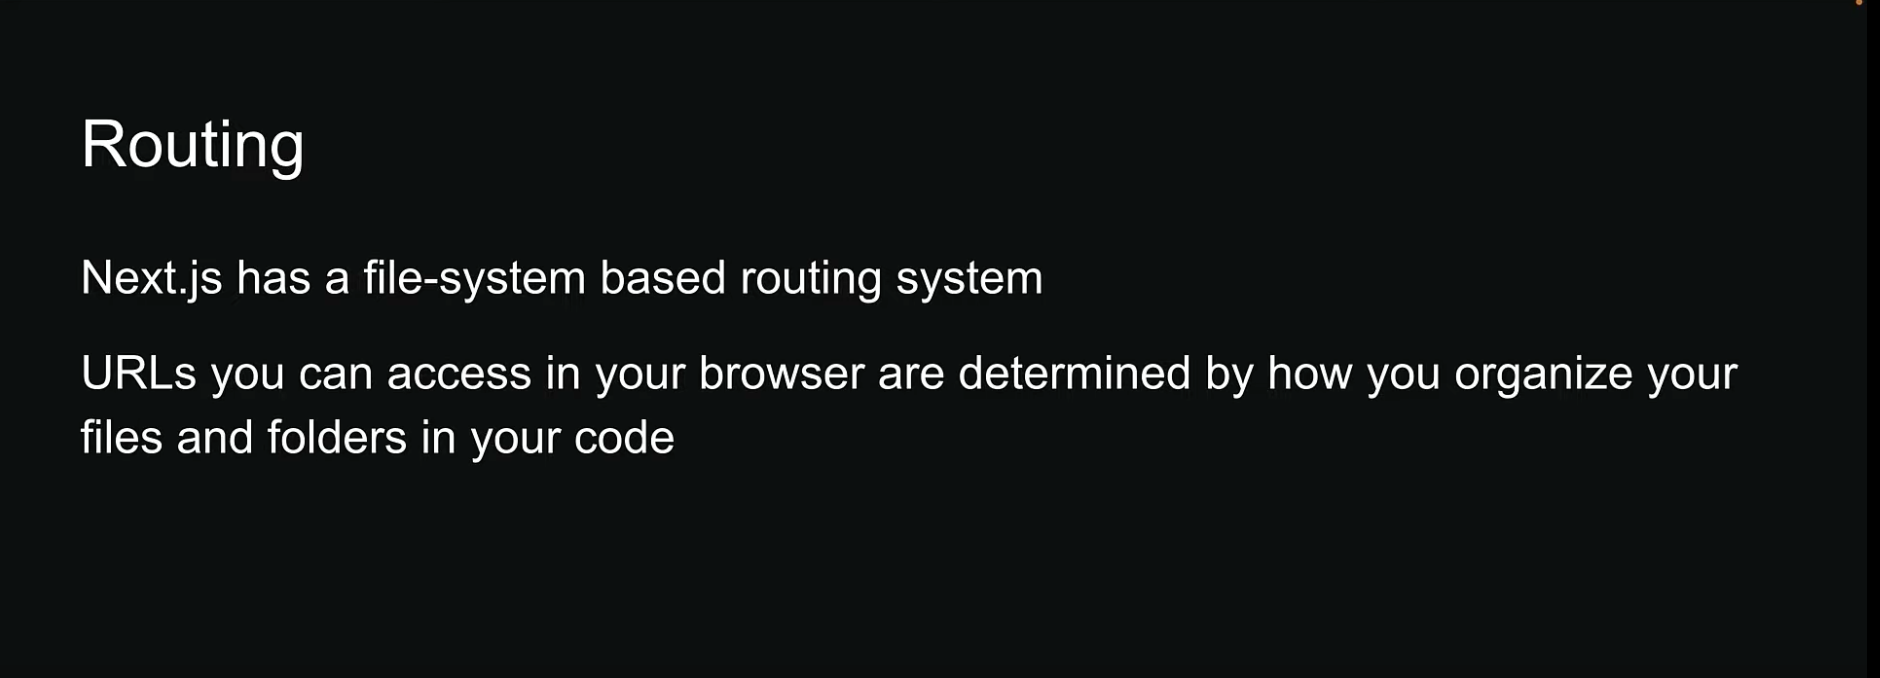 Routing
Next.js has a file-system based routing system
URLs you can access in your browser are determined by how you organize your
files and folders in your code